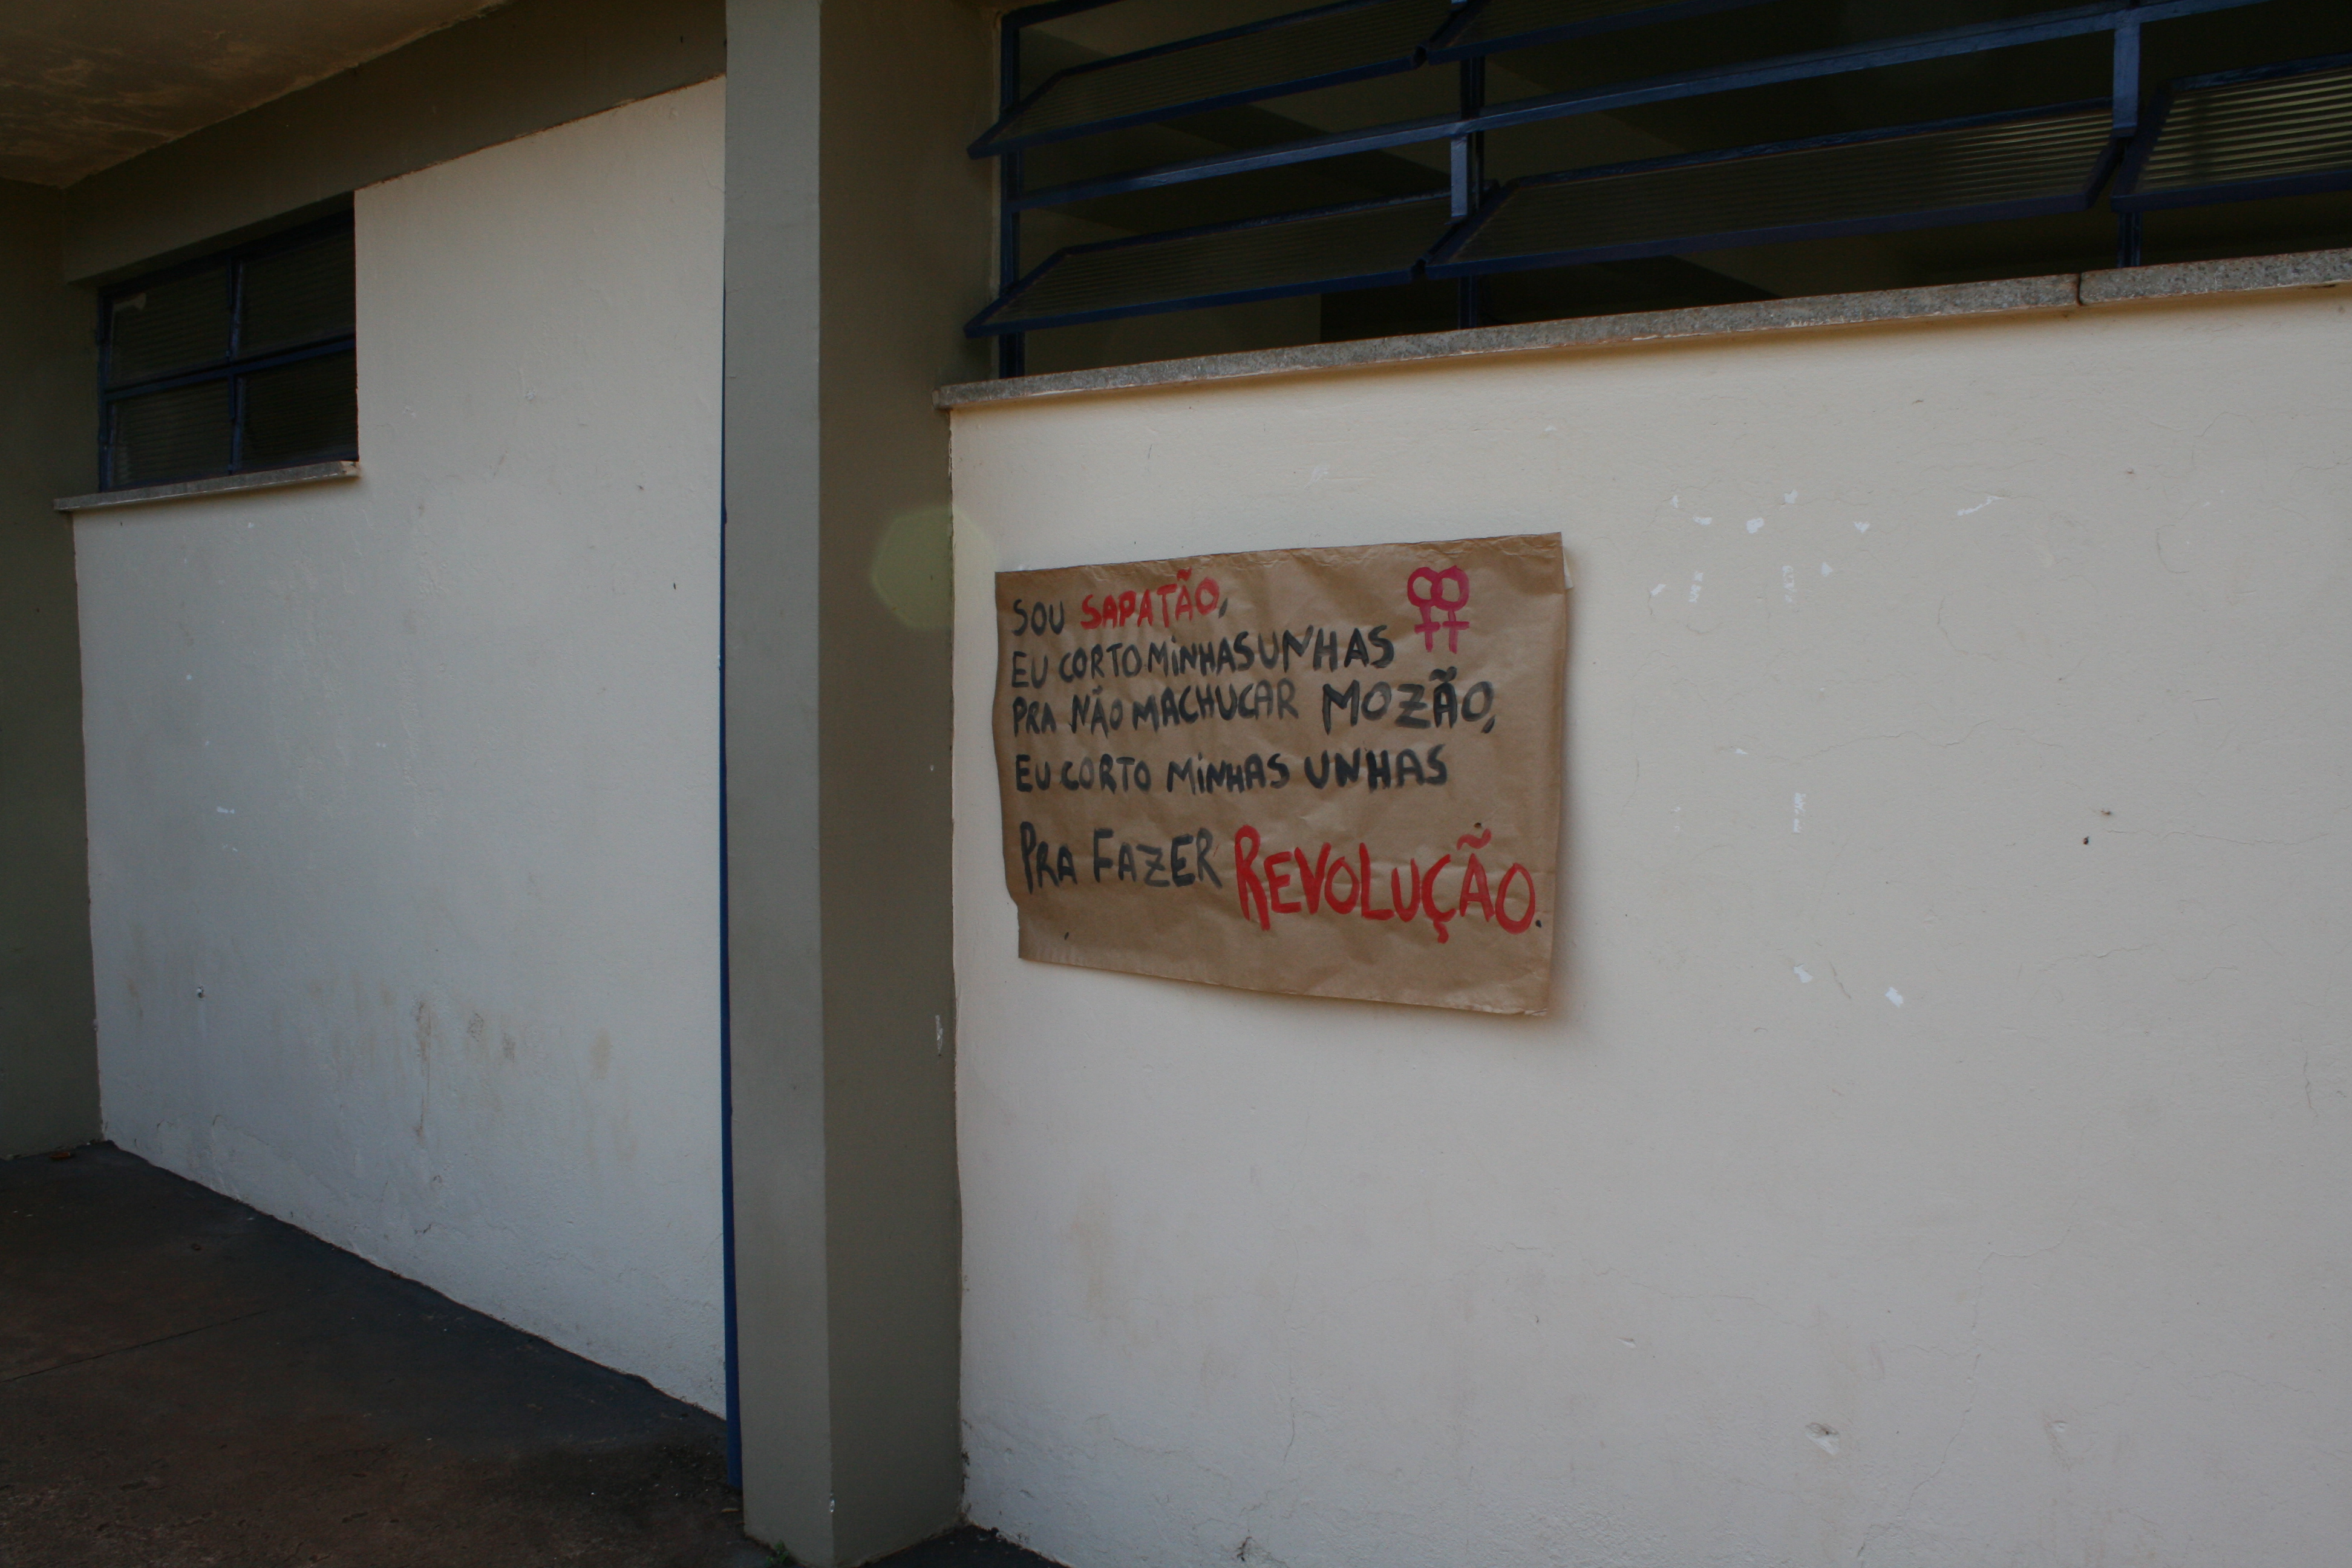 SOU SAPATÃO,
EU CORTO MINHAS UNHAS
PRA NÃO MACHUCAR MOZÃO,
EU CORTO MINHAS UNHAS
PRA FAZER REVOLUÇÃO.